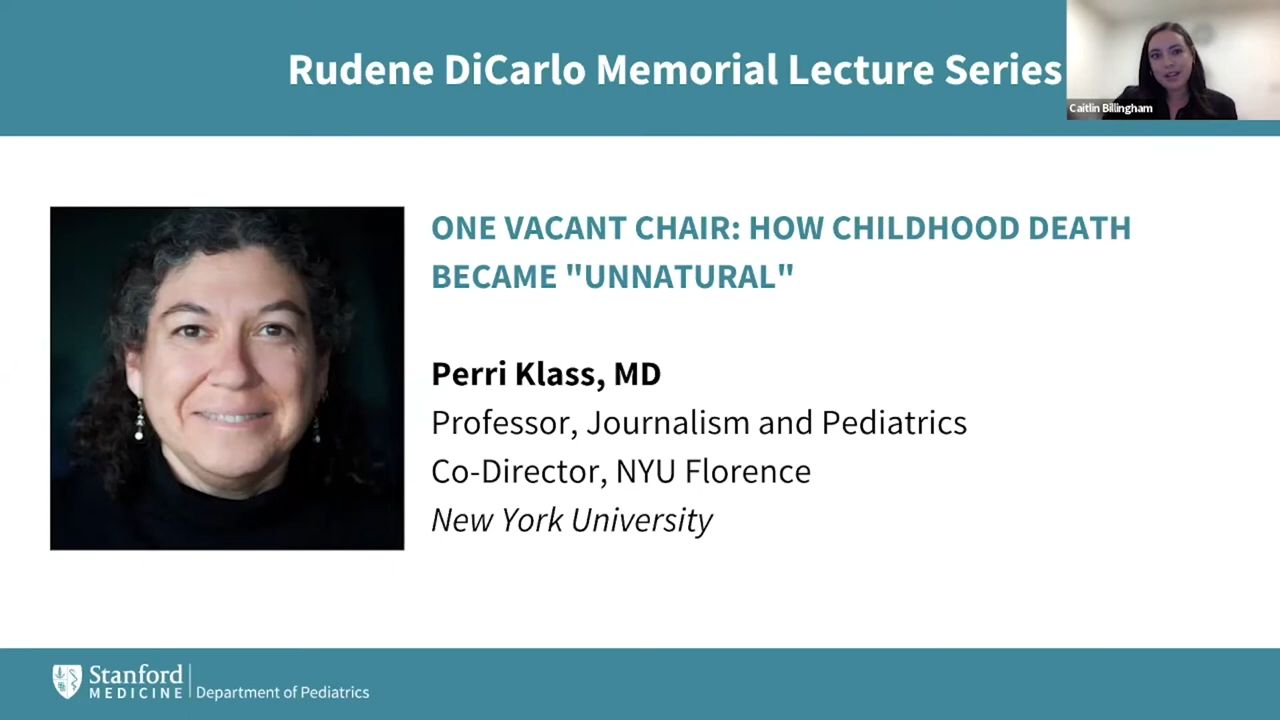 Rudene DiCarlo Memorial Lecture Series
Caitlin Billingham
ONE VACANT CHAIR: HOW CHILDHOOD DEATH
BECAME "UNNATURAL"
Perri Klass, MD
Professor, Journalism and Pediatrics
Co-Director, NYU Florence
New York University
Stanford
MEDICINE
Department of Pediatrics